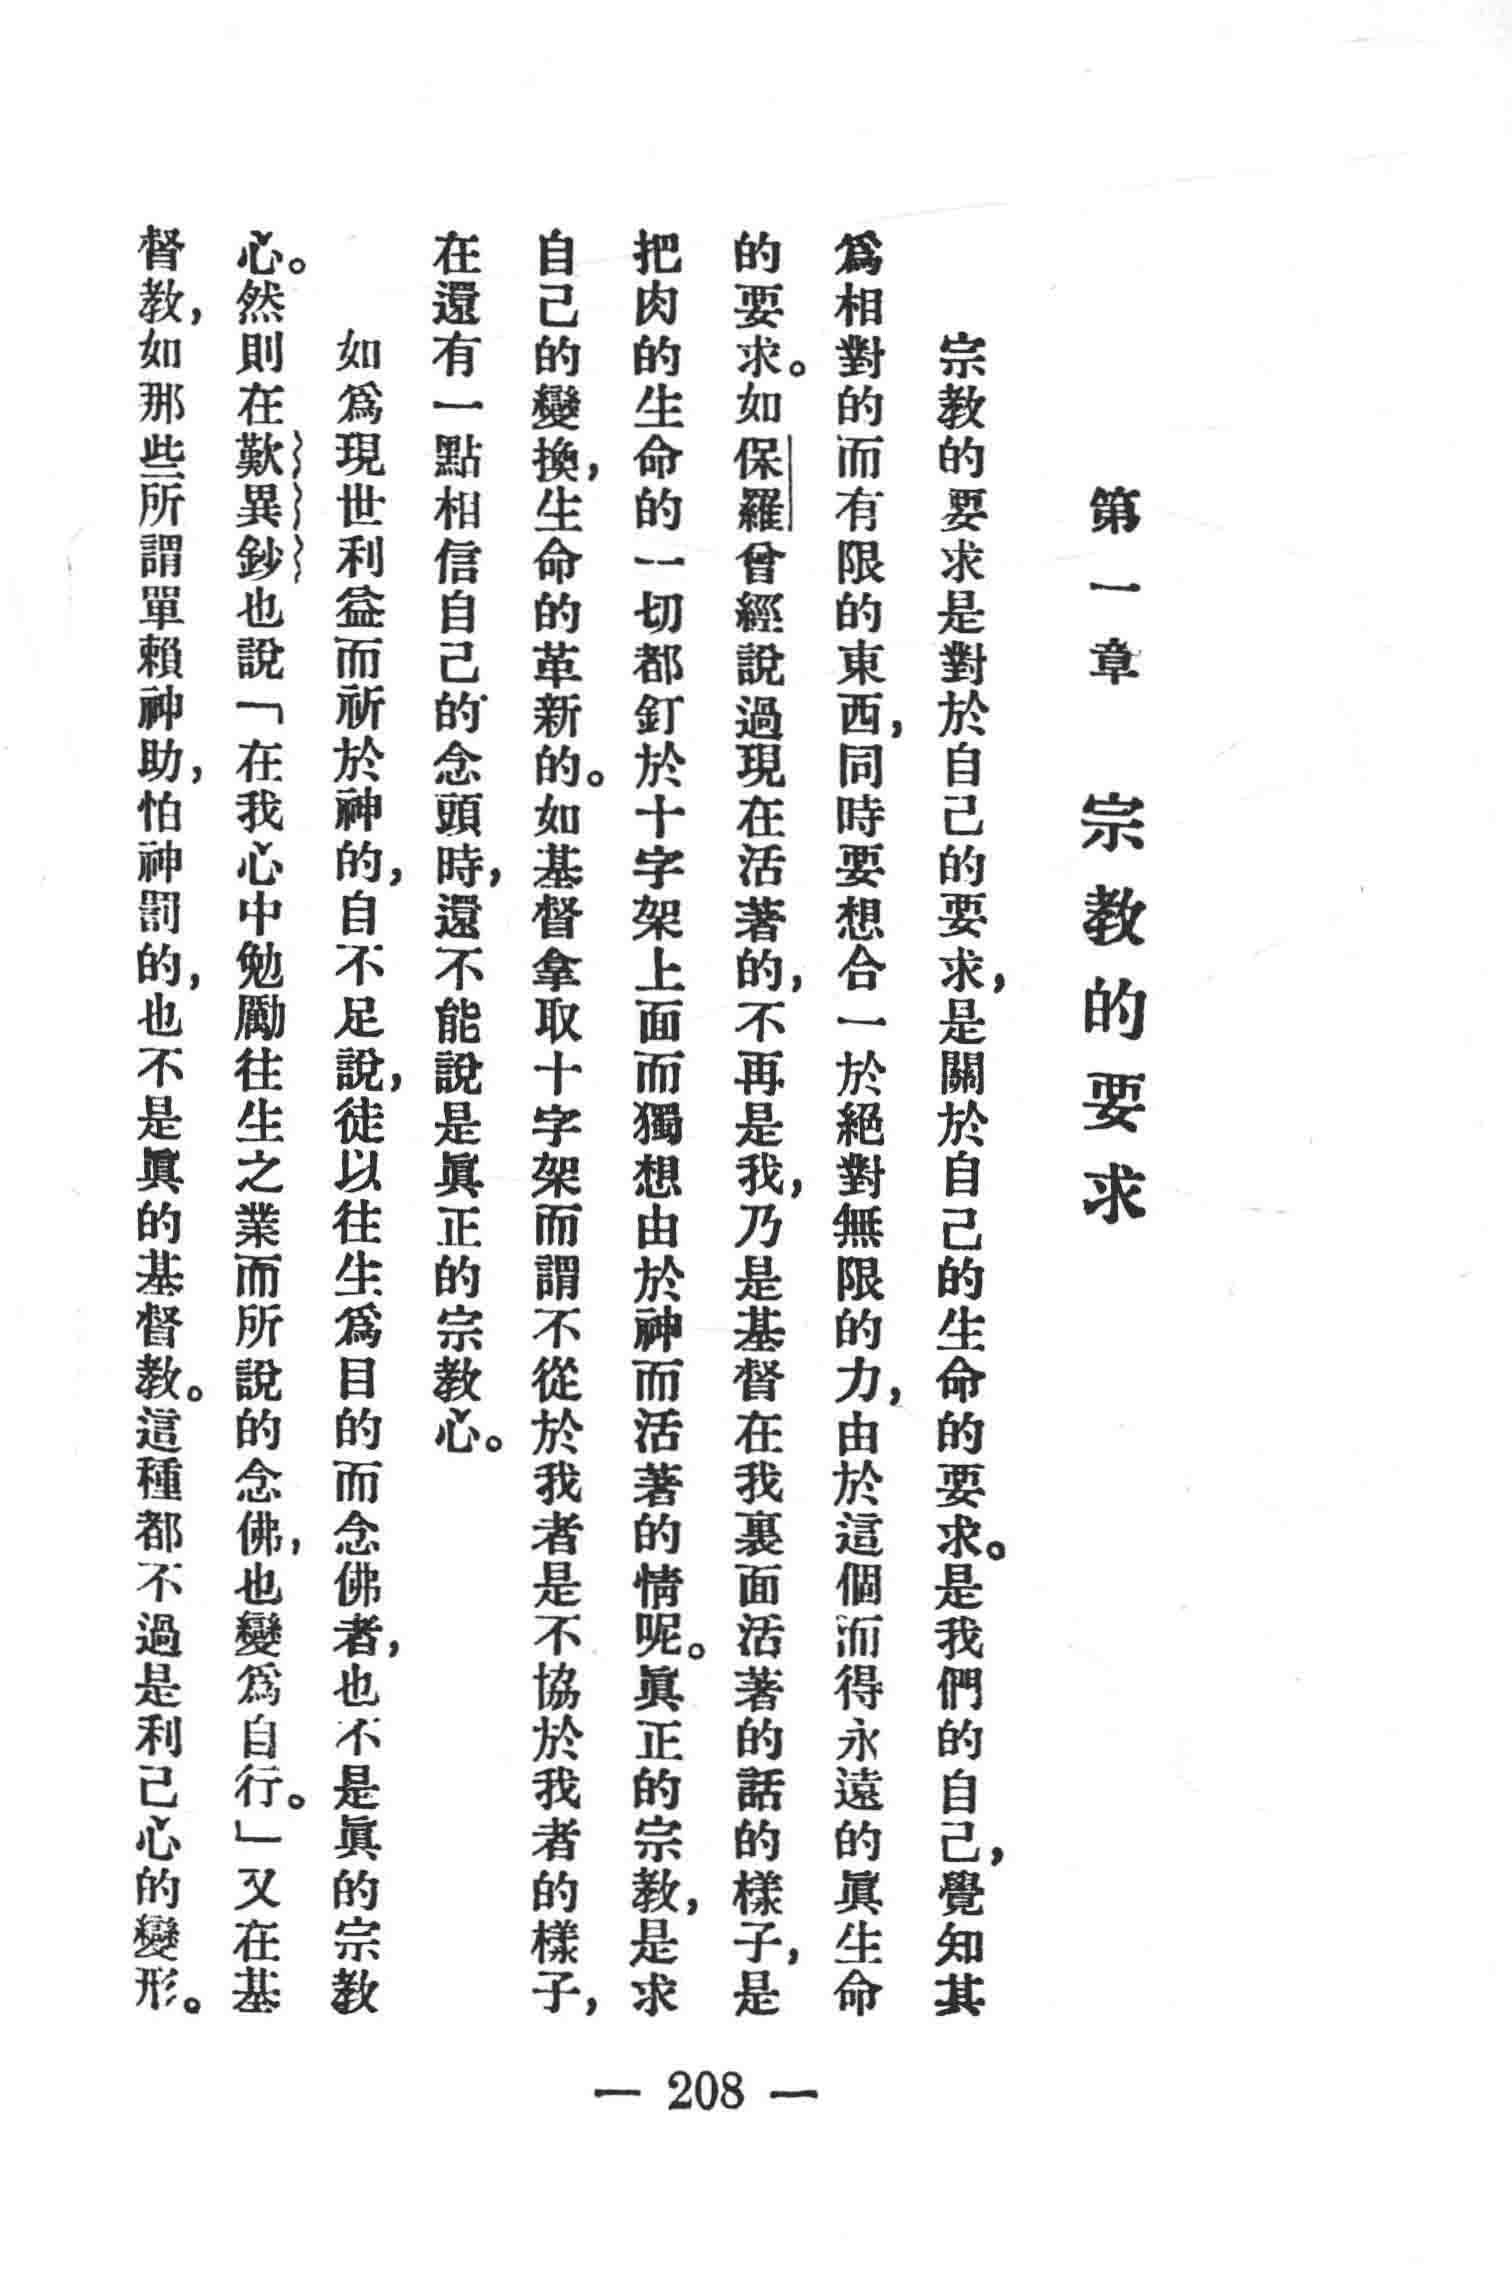 第一章　宗教的要求
宗教的要求是對於自己的要求，是關於自己的生命的要求。是我們的自己，覺知其
爲相對的而有限的東西，同時要想合一於絕對無限的力，由於這個而得永遠的眞生命
的要求。如保羅曾經說過現在活著的，不再是我，乃是基督在我裏面活著的話的樣子，是
把肉的生命的一切都釘於十字架上面而獨想由於神而活著的情呢。眞正的宗教，是求
自己的變換，生命的革新的。如基督拿取十字架而謂不從於我者是不協於我者的樣子，
在還有一點相信自己的念頭時，還不能說是眞正的宗教心。
如爲現世利益而祈於神的，自不足說，徒以往生爲目的而念佛者，也不是眞的宗教
心。然則在歎異鈔也說「在我心中勉勵往生之業而所說的念佛，也變爲自行。」又在基
督教，如那些所謂單賴神助，怕神罰的，也不是眞的基督教。這種都不過是利己心的變形。
— 208 —